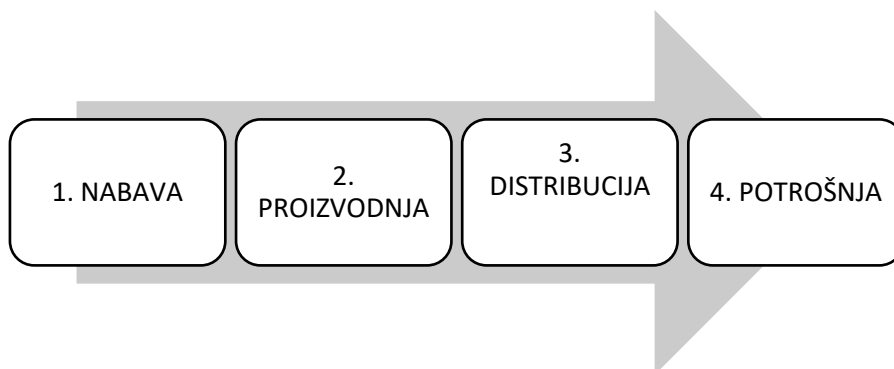 1. NABAVA
2.
PROIZVODNJA
3.
DISTRIBUCIJA
4. POTROŠNJA